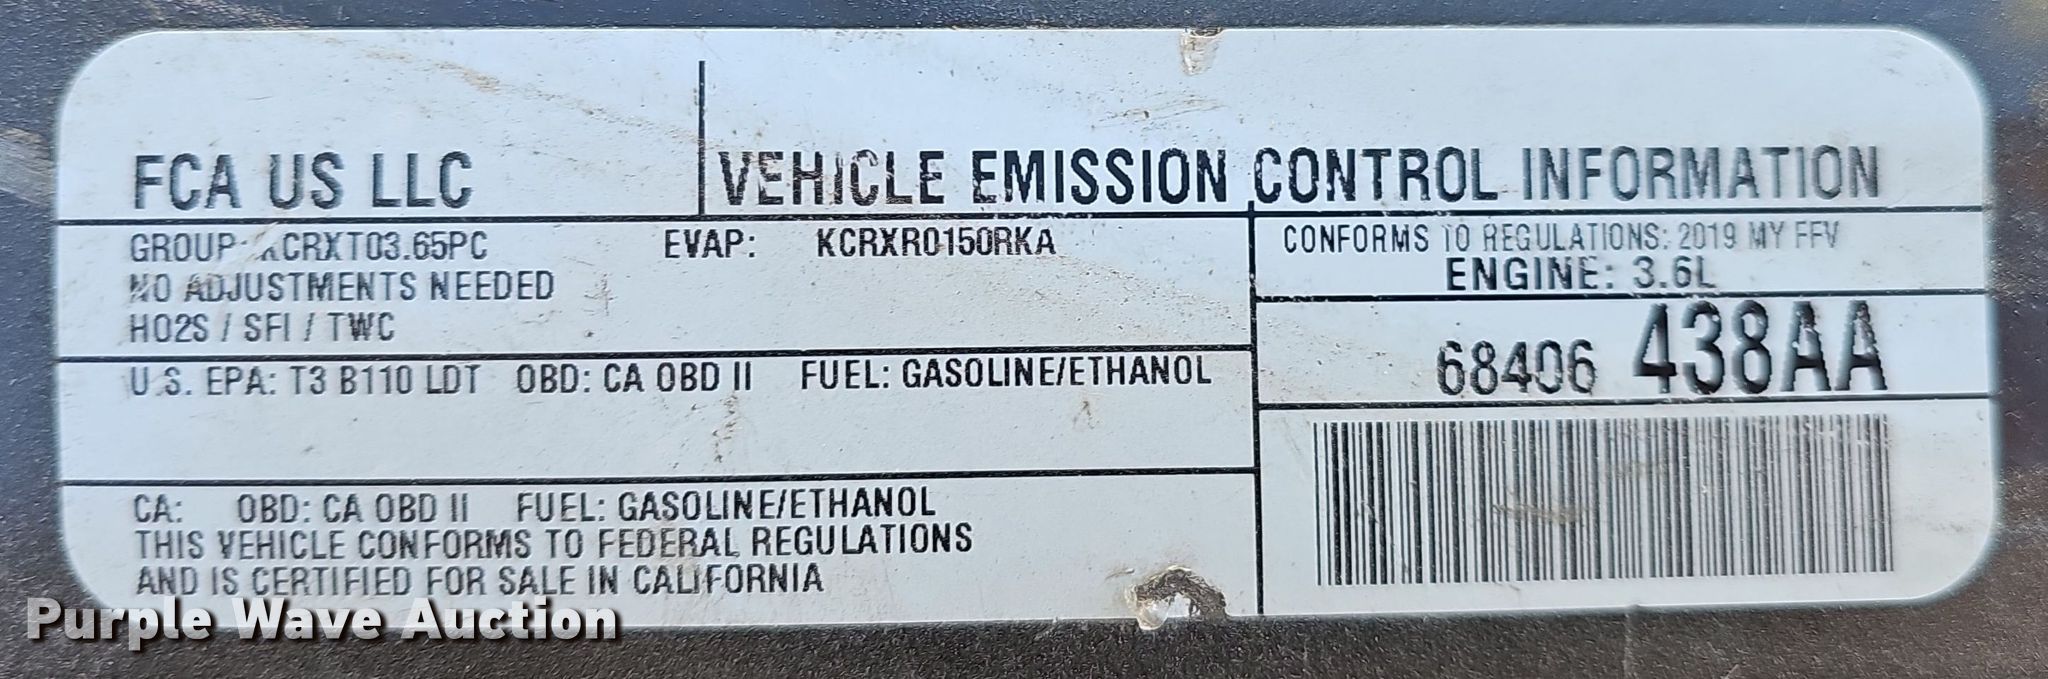 FCA US LLC
VEHICLE EMISSION CONTROL INFORMATION
GROUP: KCRXT03.65PC EVAP: KCRXR0150RKA
NO ADJUSTMENTS NEEDED
HO2S / SFI / TWC
CONFORMS TO REGULATIONS: 2019 MY FFV
ENGINE: 3.6L
68406 438AA
U.S. EPA: T3 B110 LDT OBD: CA OBD II FUEL: GASOLINE/ETHANOL
CA: OBD: CA OBD II FUEL: GASOLINE/ETHANOL
THIS VEHICLE CONFORMS TO FEDERAL REGULATIONS
AND IS CERTIFIED FOR SALE IN CALIFORNIA
Purple Wave Auction